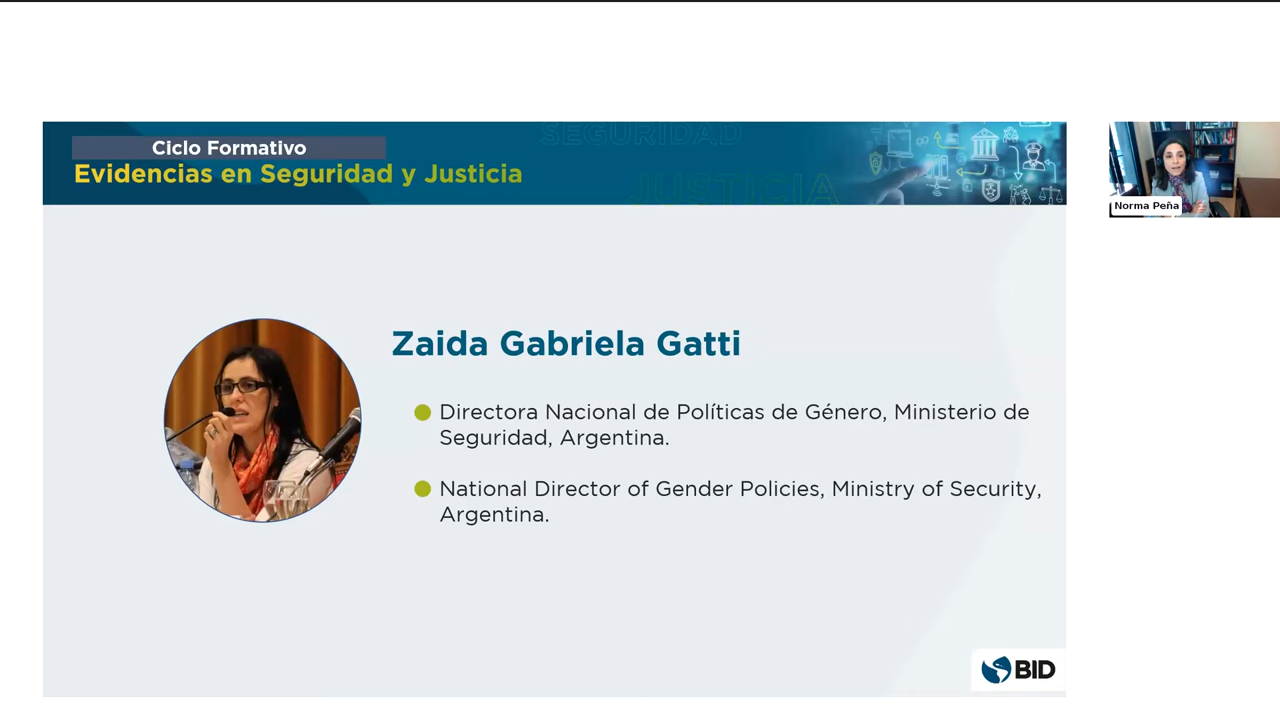 SEGURIDAD
Ciclo Formativo
Evidencias en Seguridad y Justicia
JUSTICIA
Norma Peña
Zaida Gabriela Gatti
Directora Nacional de Políticas de Género, Ministerio de
Seguridad, Argentina.
National Director of Gender Policies, Ministry of Security,
Argentina.
BID